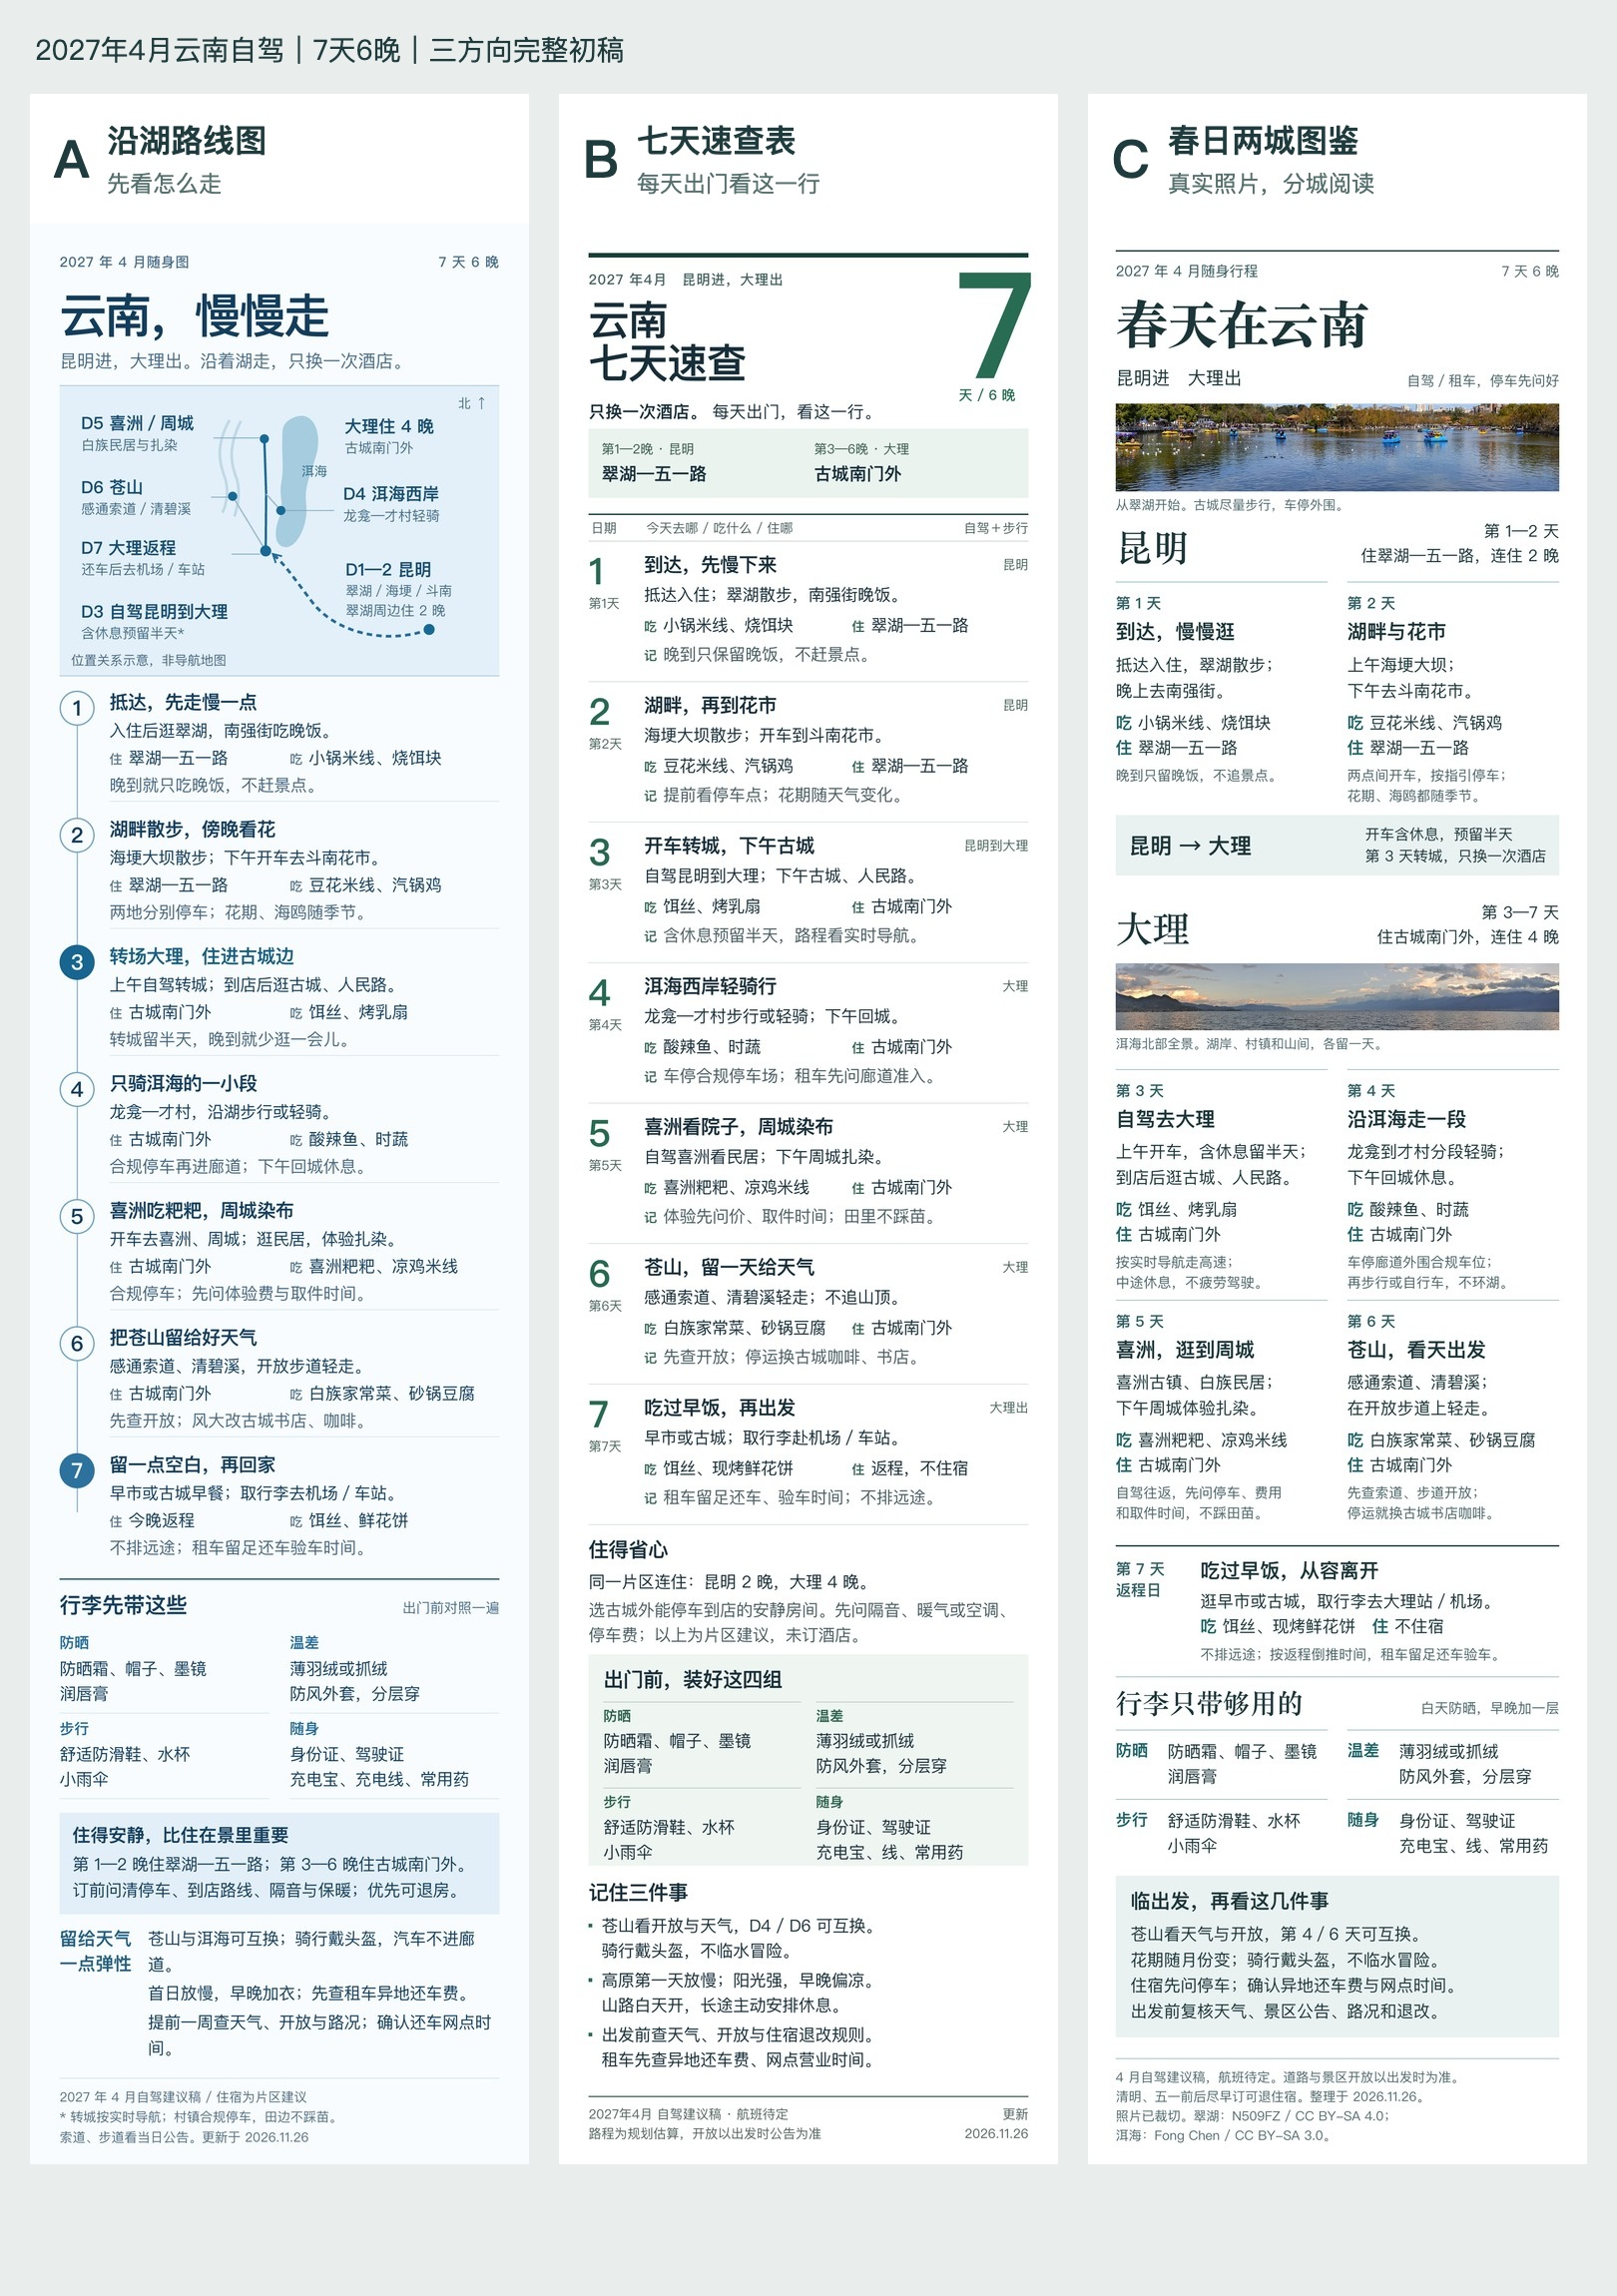 2027年4月云南自驾｜7天6晚｜三方向完整初稿
A 沿湖路线图
先看怎么走
2027 年 4 月随身图 7 天 6 晚
云南，慢慢走
昆明进，大理出。沿着湖走，只换一次酒店。
北 ↑
D5 喜洲 / 周城
白族民居与扎染
大理住 4 晚
古城南门外
洱海
D6 苍山
感通索道 / 清碧溪
D4 洱海西岸
龙龛—才村轻骑
D7 大理返程
还车后去机场 / 车站
D1—2 昆明
翠湖 / 海埂 / 斗南
翠湖周边住 2 晚
D3 自驾昆明到大理
含休息预留半天*
位置关系示意，非导航地图
1 抵达，先走慢一点
入住后逛翠湖，南强街吃晚饭。
住 翠湖—五一路 吃 小锅米线、烧饵块
晚到就只吃晚饭，不赶景点。
2 湖畔散步，傍晚看花
海埂大坝散步；下午开车去斗南花市。
住 翠湖—五一路 吃 豆花米线、汽锅鸡
两地分别停车；花期、海鸥随季节。
3 转场大理，住进古城边
上午自驾转城；到店后逛古城、人民路。
住 古城南门外 吃 饵丝、烤乳扇
转城留半天，晚到就少逛一会儿。
4 只骑洱海的一小段
龙龛—才村，沿湖步行或轻骑。
住 古城南门外 吃 酸辣鱼、时蔬
合规停车再进廊道；下午回城休息。
5 喜洲吃粑粑，周城染布
开车去喜洲、周城；逛民居，体验扎染。
住 古城南门外 吃 喜洲粑粑、凉鸡米线
合规停车；先问体验费与取件时间。
6 把苍山留给好天气
感通索道、清碧溪，开放步道轻走。
住 古城南门外 吃 白族家常菜、砂锅豆腐
先查开放；风大改古城书店、咖啡。
7 留一点空白，再回家
早市或古城早餐；取行李去机场 / 车站。
住 今晚返程 吃 饵丝、鲜花饼
不排远途；租车留足还车验车时间。
行李先带这些 出门前对照一遍
防晒 温差
防晒霜、帽子、墨镜 薄羽绒或抓绒
润唇膏 防风外套，分层穿
步行 随身
舒适防滑鞋、水杯 身份证、驾驶证
小雨伞 充电宝、充电线、常用药
住得安静，比住在景里重要
第 1—2 晚住翠湖—五一路；第 3—6 晚住古城南门外。
订前问清停车、到店路线、隔音与保暖；优先可退房。
留给天气
一点弹性
苍山与洱海可互换；骑行戴头盔，汽车不进廊
道。
首日放慢，早晚加衣；先查租车异地还车费。
提前一周查天气、开放与路况；确认还车网点时
间。
2027 年 4 月自驾建议稿 / 住宿为片区建议
* 转城按实时导航；村镇合规停车，田边不踩苗。
索道、步道看当日公告。更新于 2026.11.26
B 七天速查表
每天出门看这一行
2027 年4月 昆明进，大理出
云南
七天速查
7
天 / 6 晚
只换一次酒店。 每天出门，看这一行。
第1—2晚 · 昆明 第3—6晚 · 大理
翠湖—五一路 古城南门外
日期 今天去哪 / 吃什么 / 住哪 自驾＋步行
1 到达，先慢下来 昆明
第1天 抵达入住；翠湖散步，南强街晚饭。
吃 小锅米线、烧饵块 住 翠湖—五一路
记 晚到只保留晚饭，不赶景点。
2 湖畔，再到花市 昆明
第2天 海埂大坝散步；开车到斗南花市。
吃 豆花米线、汽锅鸡 住 翠湖—五一路
记 提前看停车点；花期随天气变化。
3 开车转城，下午古城 昆明到大理
第3天 自驾昆明到大理；下午古城、人民路。
吃 饵丝、烤乳扇 住 古城南门外
记 含休息预留半天，路程看实时导航。
4 洱海西岸轻骑行 大理
第4天 龙龛—才村步行或轻骑；下午回城。
吃 酸辣鱼、时蔬 住 古城南门外
记 车停合规停车场；租车先问廊道准入。
5 喜洲看院子，周城染布 大理
第5天 自驾喜洲看民居；下午周城扎染。
吃 喜洲粑粑、凉鸡米线 住 古城南门外
记 体验先问价、取件时间；田里不踩苗。
6 苍山，留一天给天气 大理
第6天 感通索道、清碧溪轻走；不追山顶。
吃 白族家常菜、砂锅豆腐 住 古城南门外
记 先查开放；停运换古城咖啡、书店。
7 吃过早饭，再出发 大理出
第7天 早市或古城；取行李赴机场 / 车站。
吃 饵丝、现烤鲜花饼 住 返程，不住宿
记 租车留足还车、验车时间；不排远途。
住得省心
同一片区连住：昆明 2 晚，大理 4 晚。
选古城外能停车到店的安静房间。先问隔音、暖气或空调、
停车费；以上为片区建议，未订酒店。
出门前，装好这四组
防晒 温差
防晒霜、帽子、墨镜 薄羽绒或抓绒
润唇膏 防风外套，分层穿
步行 随身
舒适防滑鞋、水杯 身份证、驾驶证
小雨伞 充电宝、线、常用药
记住三件事
▪ 苍山看开放与天气，D4 / D6 可互换。
骑行戴头盔，不临水冒险。
▪ 高原第一天放慢；阳光强，早晚偏凉。
山路白天开，长途主动安排休息。
▪ 出发前查天气、开放与住宿退改规则。
租车先查异地还车费、网点营业时间。
2027年4月 自驾建议稿 · 航班待定 更新
路程为规划估算，开放以出发时公告为准 2026.11.26
C 春日两城图鉴
真实照片，分城阅读
2027 年 4 月随身行程 7 天 6 晚
春天在云南
昆明进 大理出 自驾 / 租车，停车先问好
从翠湖开始。古城尽量步行，车停外围。
昆明 第 1—2 天
住翠湖—五一路，连住 2 晚
第 1 天 第 2 天
到达，慢慢逛 湖畔与花市
抵达入住，翠湖散步； 上午海埂大坝；
晚上去南强街。 下午去斗南花市。
吃 小锅米线、烧饵块 吃 豆花米线、汽锅鸡
住 翠湖—五一路 住 翠湖—五一路
晚到只留晚饭，不追景点。 两点间开车，按指引停车；
花期、海鸥都随季节。
昆明 → 大理 开车含休息，预留半天
第 3 天转城，只换一次酒店
大理 第 3—7 天
住古城南门外，连住 4 晚
洱海北部全景。湖岸、村镇和山间，各留一天。
第 3 天 第 4 天
自驾去大理 沿洱海走一段
上午开车，含休息留半天； 龙龛到才村分段轻骑；
到店后逛古城、人民路。 下午回城休息。
吃 饵丝、烤乳扇 吃 酸辣鱼、时蔬
住 古城南门外 住 古城南门外
按实时导航走高速； 车停廊道外围合规车位；
中途休息，不疲劳驾驶。 再步行或自行车，不环湖。
第 5 天 第 6 天
喜洲，逛到周城 苍山，看天出发
喜洲古镇、白族民居； 感通索道、清碧溪；
下午周城体验扎染。 在开放步道上轻走。
吃 喜洲粑粑、凉鸡米线 吃 白族家常菜、砂锅豆腐
住 古城南门外 住 古城南门外
自驾往返，先问停车、费用 先查索道、步道开放；
和取件时间，不踩田苗。 停运就换古城书店咖啡。
第 7 天 吃过早饭，从容离开
返程日 逛早市或古城，取行李去大理站 / 机场。
吃 饵丝、现烤鲜花饼 住 不住宿
不排远途；按返程倒推时间，租车留足还车验车。
行李只带够用的 白天防晒，早晚加一层
防晒 防晒霜、帽子、墨镜 温差 薄羽绒或抓绒
润唇膏 防风外套，分层穿
步行 舒适防滑鞋、水杯 随身 身份证、驾驶证
小雨伞 充电宝、线、常用药
临出发，再看这几件事
苍山看天气与开放，第 4 / 6 天可互换。
花期随月份变；骑行戴头盔，不临水冒险。
住宿先问停车；确认异地还车费与网点时间。
出发前复核天气、景区公告、路况和退改。
4 月自驾建议稿，航班待定。道路与景区开放以出发时为准。
清明、五一前后尽早订可退住宿。整理于 2026.11.26。
照片已裁切。翠湖：N509FZ / CC BY-SA 4.0；
洱海：Fong Chen / CC BY-SA 3.0。